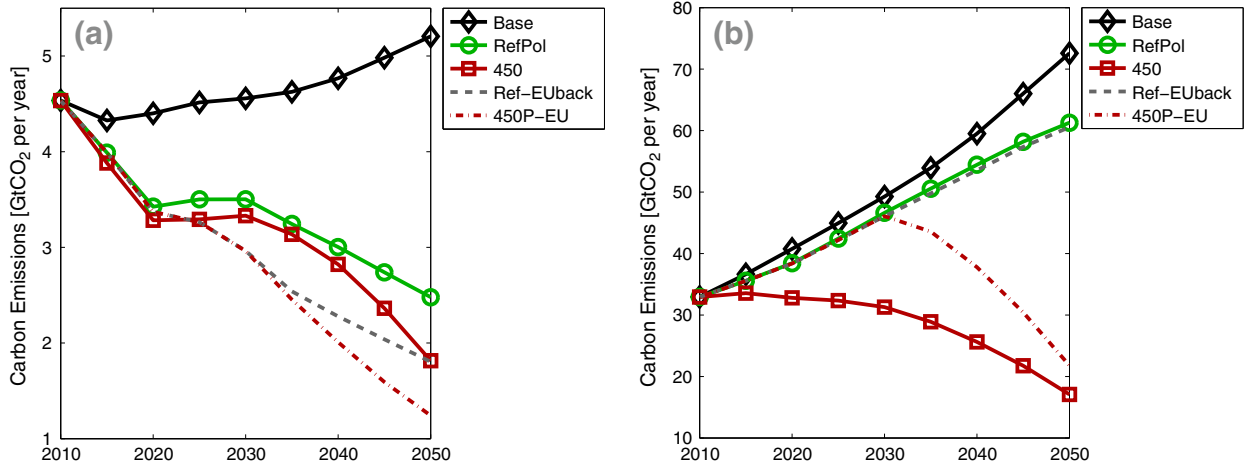 (a)
Carbon Emissions [GtCO2 per year]
5
4
3
2
1
2010 2020 2030 2040 2050
Base
RefPol
450
Ref−EUback
450P−EU
(b)
Carbon Emissions [GtCO2 per year]
80
70
60
50
40
30
20
10
2010 2020 2030 2040 2050
Base
RefPol
450
Ref−EUback
450P−EU